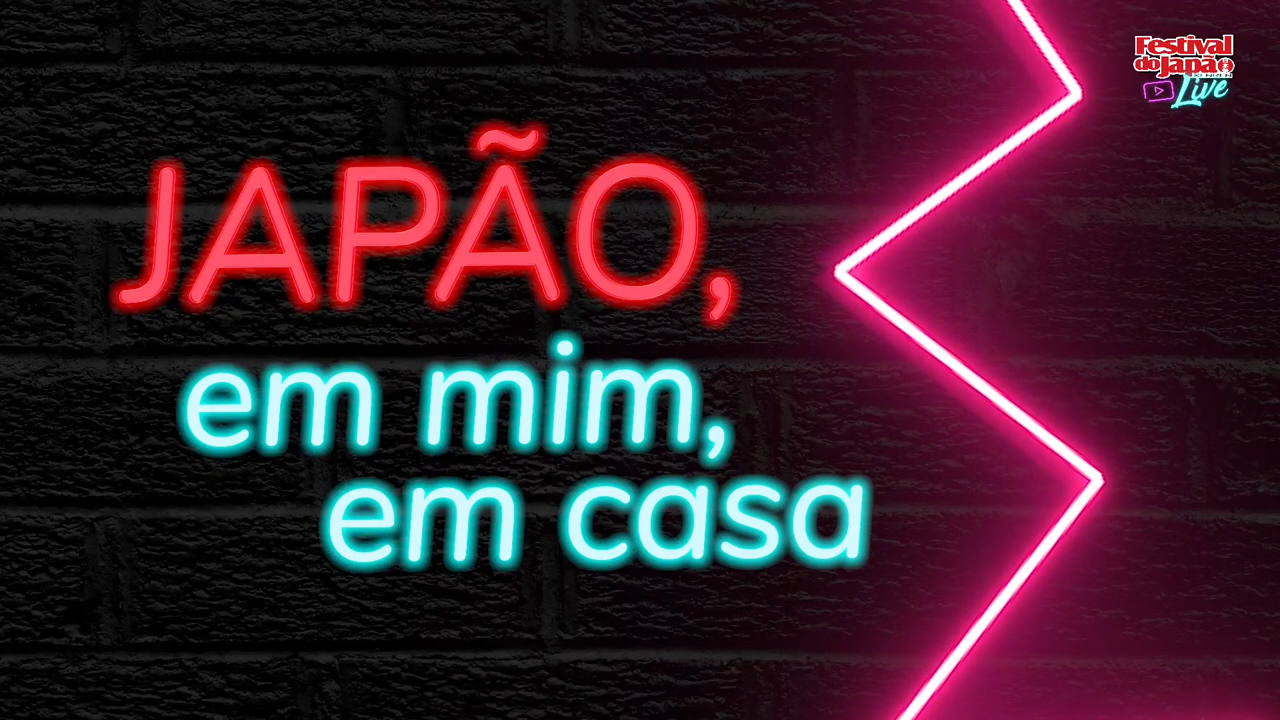 JAPÃO,
em mim,
em casa
Festival
do Japão
Live